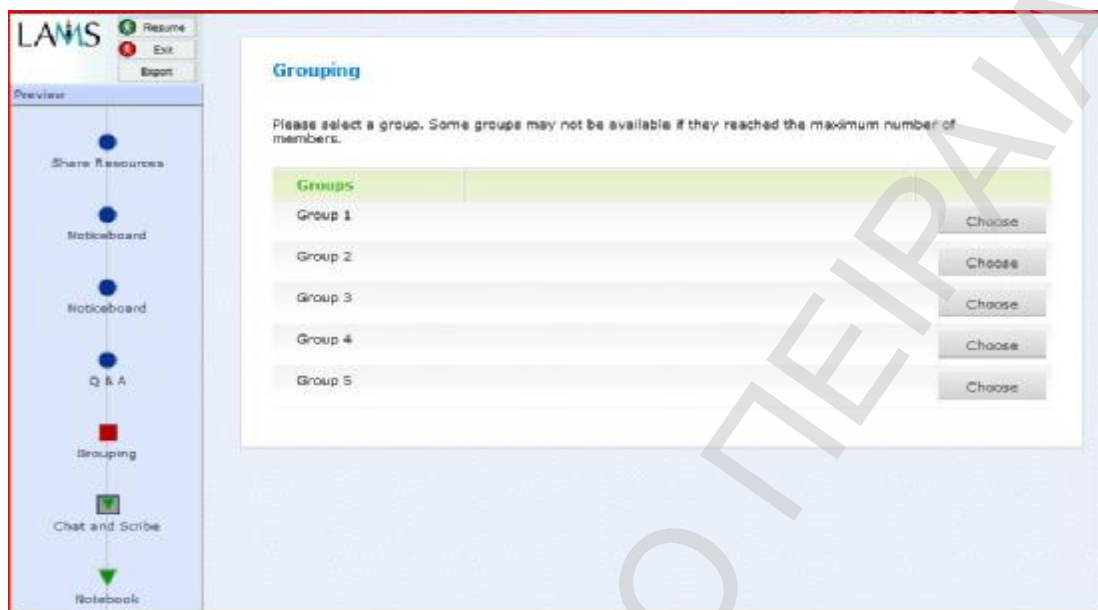 LAMS
Resume
Exit
Export
Preview
Share Resources
Noticeboard
Noticeboard
Q & A
Grouping
Chat and Scribe
Notebook
Grouping
Please select a group. Some groups may not be available if they reached the maximum number of
members.
Groups
Group 1 Choose
Group 2 Choose
Group 3 Choose
Group 4 Choose
Group 5 Choose
Ο ΠΕΙΡΑΙΑ